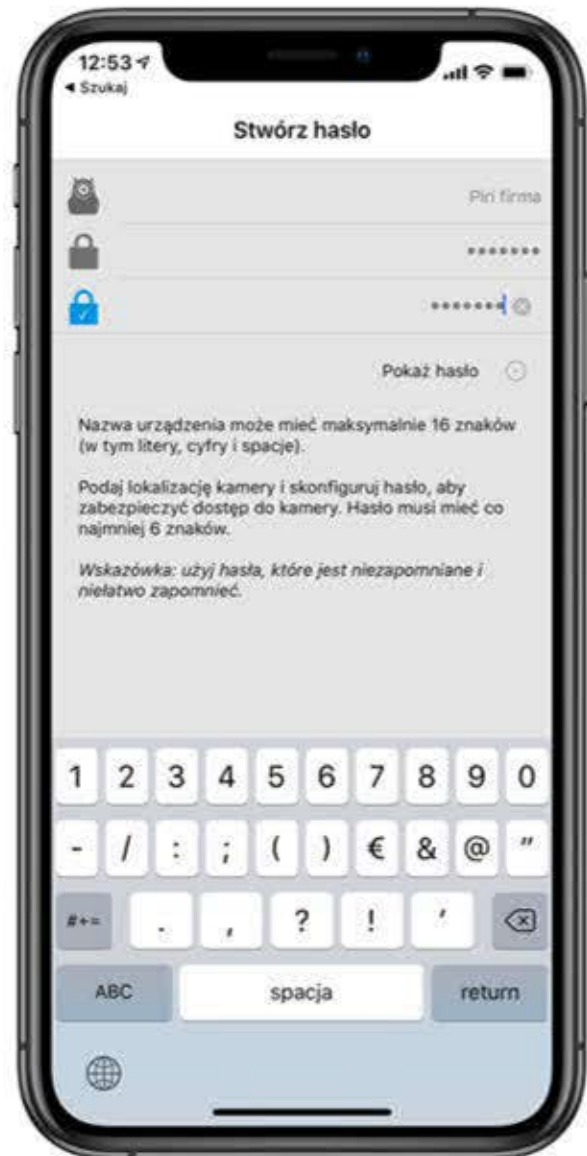 12:53
◂ Szukaj
Stwórz hasło
Piri firma
•••••••
•••••••
Pokaż hasło
Nazwa urządzenia może mieć maksymalnie 16 znaków
(w tym litery, cyfry i spacje).
Podaj lokalizację kamery i skonfiguruj hasło, aby
zabezpieczyć dostęp do kamery. Hasło musi mieć co
najmniej 6 znaków.
Wskazówka: użyj hasła, które jest niezapomniane i
niełatwo zapomnieć.
1 2 3 4 5 6 7 8 9 0
- / : ; ( ) € & @ "
#+= . , ? ! '
ABC spacja return